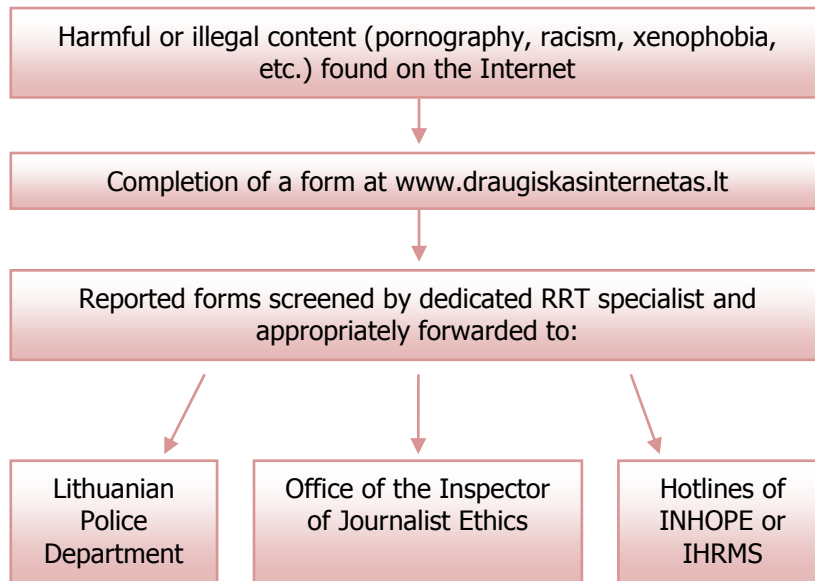 Harmful or illegal content (pornography, racism, xenophobia,
etc.) found on the Internet
Completion of a form at www.draugiskasinternetas.lt
Reported forms screened by dedicated RRT specialist and
appropriately forwarded to:
Lithuanian
Police
Department
Office of the Inspector
of Journalist Ethics
Hotlines of
INHOPE or
IHRMS